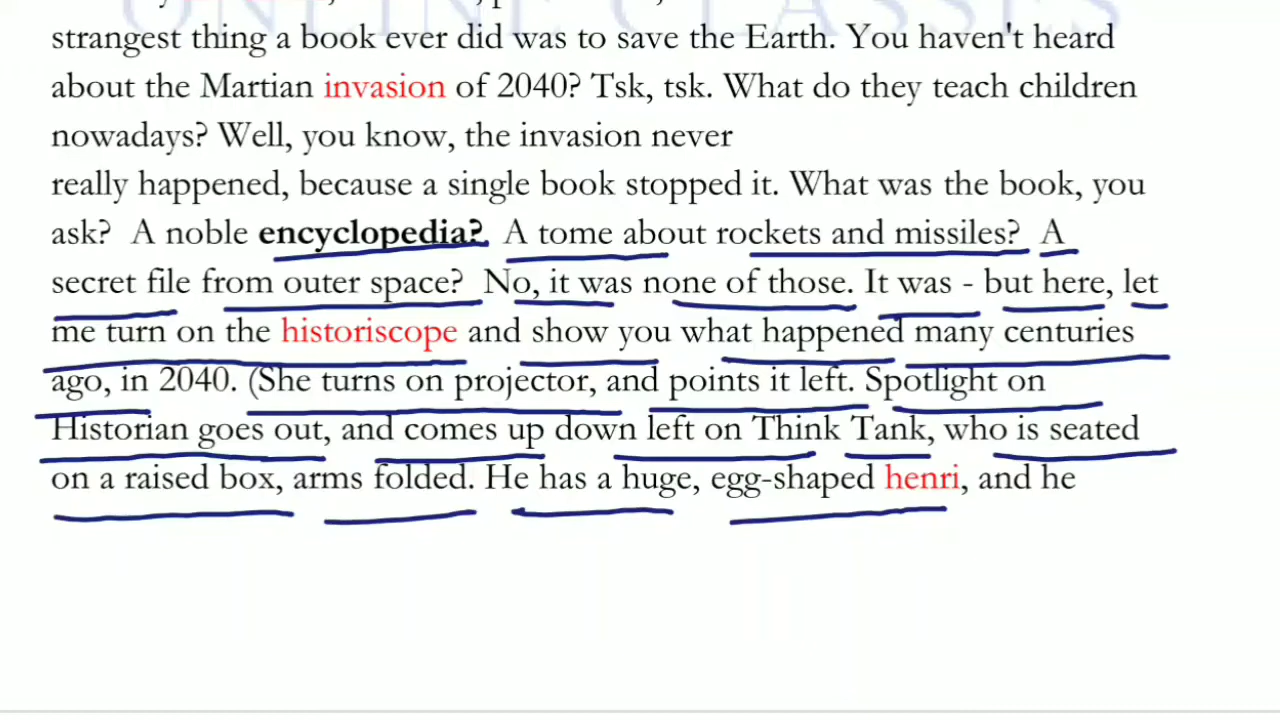 ONLINE CLASSES
strangest thing a book ever did was to save the Earth. You haven't heard
about the Martian invasion of 2040? Tsk, tsk. What do they teach children
nowadays? Well, you know, the invasion never
really happened, because a single book stopped it. What was the book, you
ask?  A noble encyclopedia?  A tome about rockets and missiles?  A
secret file from outer space?  No, it was none of those. It was - but here, let
me turn on the historiscope and show you what happened many centuries
ago, in 2040. (She turns on projector, and points it left. Spotlight on
Historian goes out, and comes up down left on Think Tank, who is seated
on a raised box, arms folded. He has a huge, egg-shaped henri, and he